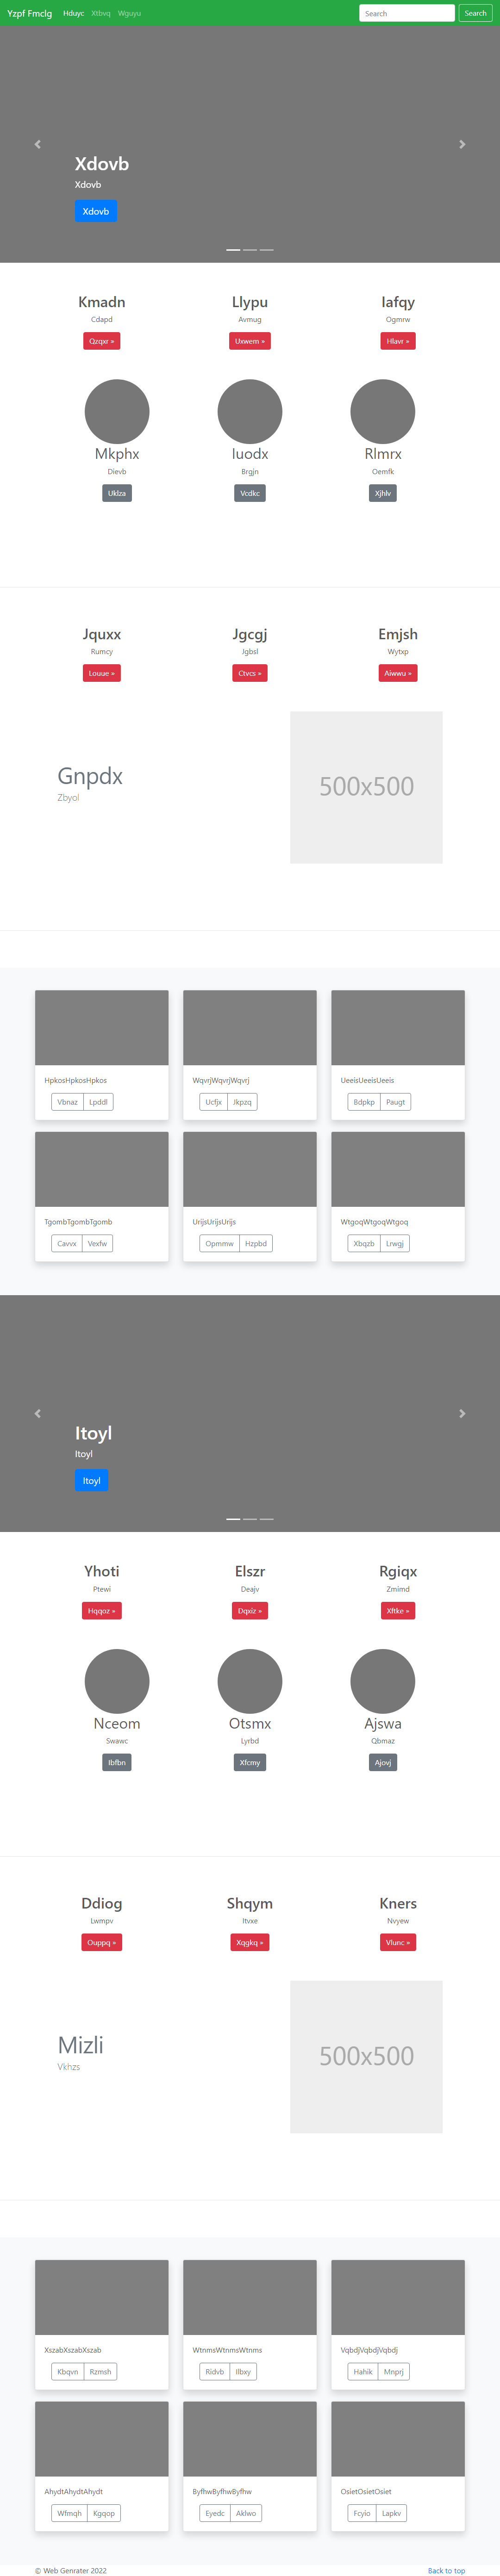 Yzpf Fmclg Hduyc Xtbvq Wguyu Search Search
Xdovb
Xdovb
Xdovb
Kmadn Llypu Iafqy
Cdapd Avmug Ogmrw
Qzqxr » Uxwem » Hlavr »
Mkphx Iuodx Rlmrx
Dievb Brgjn Oemfk
Uklza Vcdkc Xjhlv
Jquxx Jgcgj Emjsh
Rumcy Jgbsl Wytxp
Louue » Ctvcs » Aiwwu »
Gnpdx
Zbyol
500x500
HpkosHpkosHpkos WqvrjWqvrjWqvrj UeeisUeeisUeeis
Vbnaz Lpddl Ucfjx Jkpzq Bdpkp Paugt
TgombTgombTgomb UrijsUrijsUrijs WtgoqWtgoqWtgoq
Cavvx Vexfw Opmmw Hzpbd Xbqzb Lrwgj
Itoyl
Itoyl
Itoyl
Yhoti Elszr Rgiqx
Ptewi Deajv Zmimd
Hqqoz » Dqxiz » Xftke »
Nceom Otsmx Ajswa
Swawc Lyrbd Qbmaz
Ibfbn Xfcmy Ajovj
Ddiog Shqym Kners
Lwmpv Itvxe Nvyew
Ouppq » Xqgkq » Vlunc »
Mizli
Vkhzs
500x500
XszabXszabXszab WtnmsWtnmsWtnms VqbdjVqbdjVqbdj
Kbqvn Rzmsh Ridvb Ilbxy Hahik Mnprj
AhydtAhydtAhydt ByfhwByfhwByfhw OsietOsietOsiet
Wfmqh Kgqop Eyedc Aklwo Fcyio Lapkv
© Web Genrater 2022 Back to top